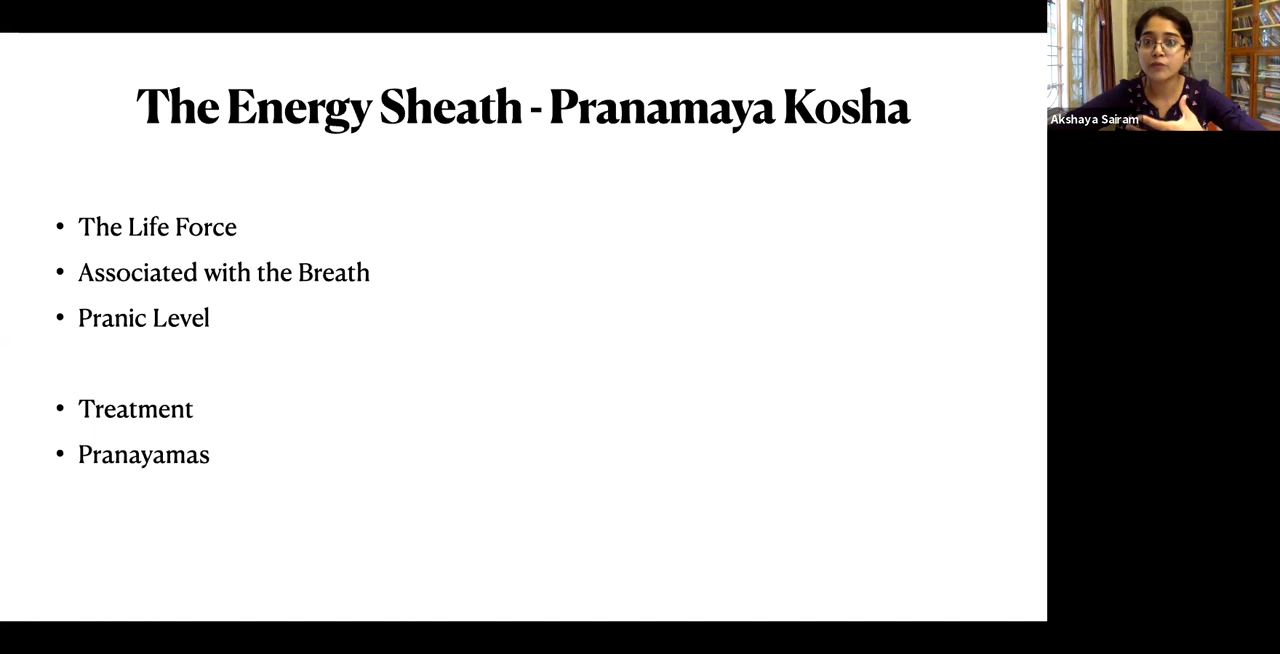 The Energy Sheath - Pranamaya Kosha
• The Life Force
• Associated with the Breath
• Pranic Level
• Treatment
• Pranayamas
Akshaya Sairam